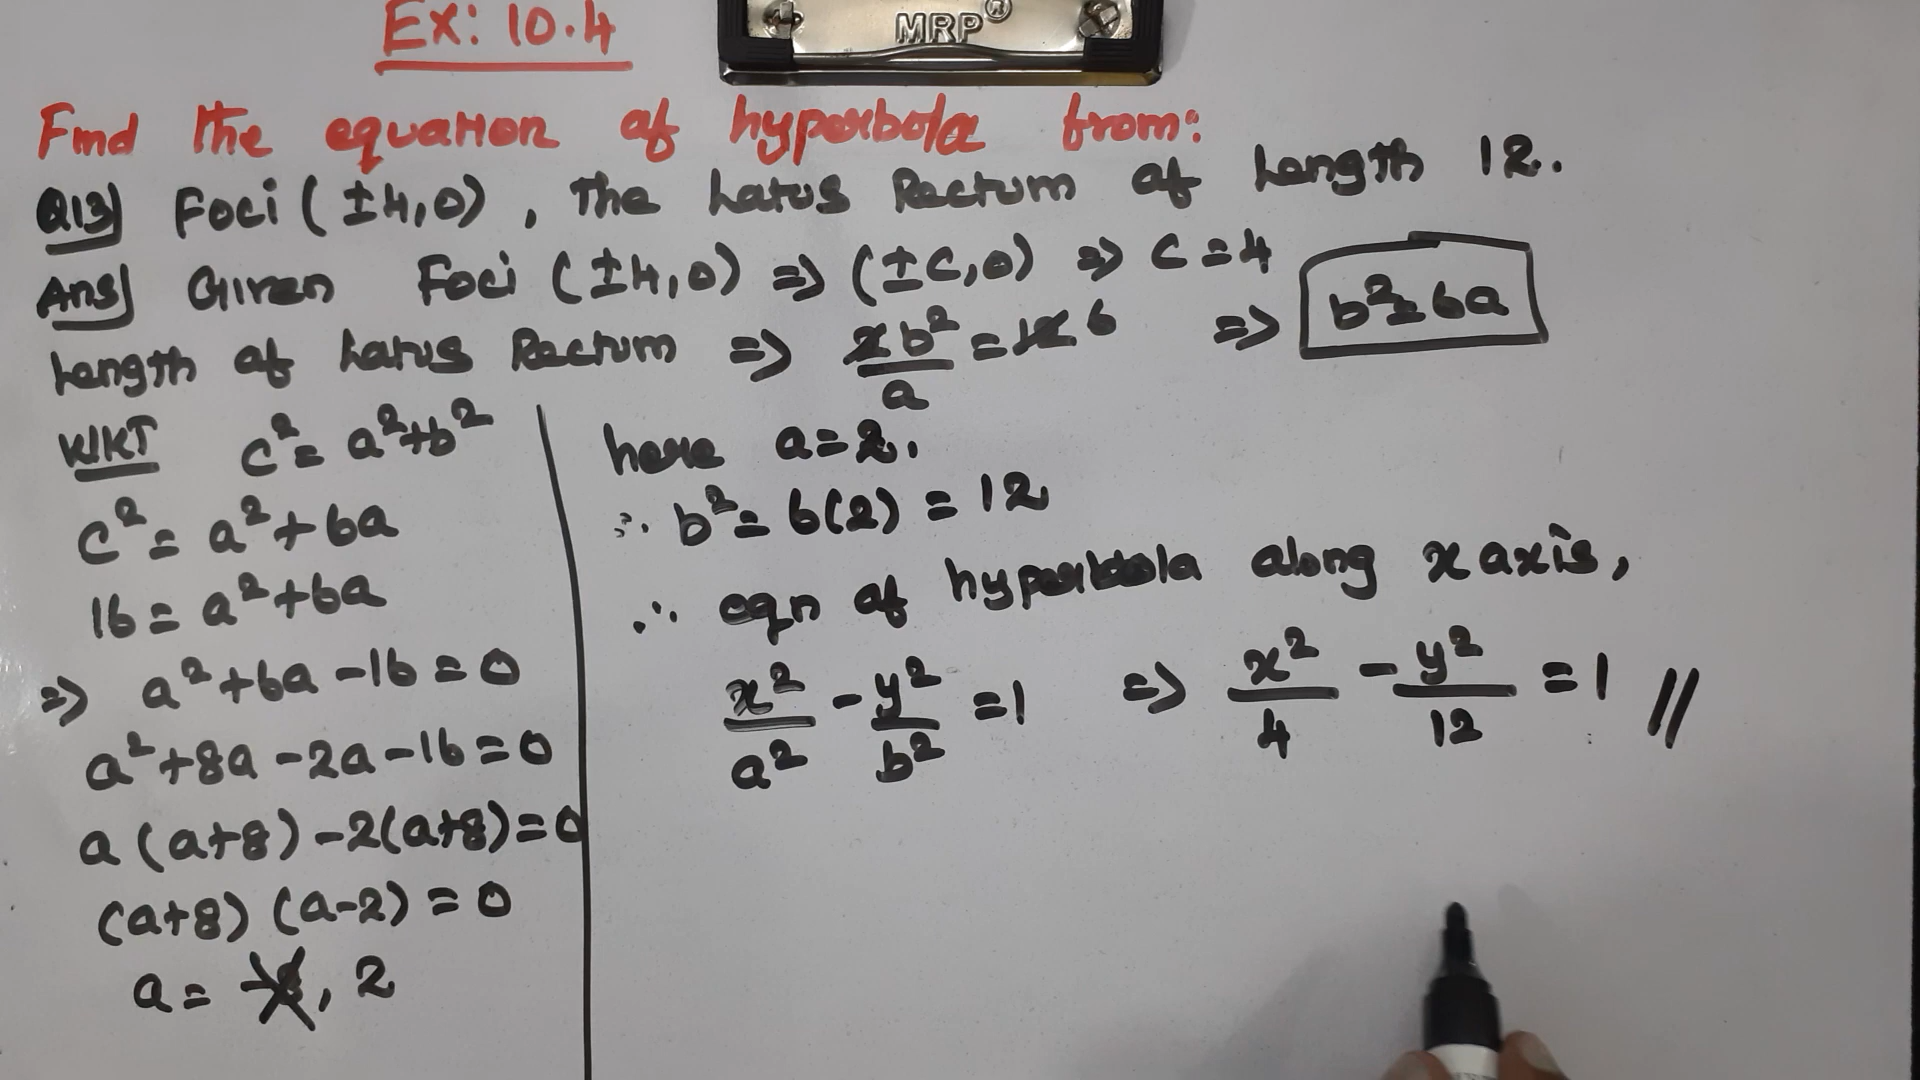 Ex: 10.4
MRP®
Find the equation of hyperbola from:
Q13) Foci (±4,0), The Latus Rectum of Length 12.
Ans) Given Foci (±4,0) => (±c,0) => c=4
Length of Latus Rectum => 2b²/a = 12 6 => b²=6a
WKT c² = a²+b²
c² = a²+6a
16 = a²+6a
=> a²+6a-16=0
a²+8a-2a-16=0
a(a+8)-2(a+8)=0
(a+8)(a-2)=0
a = -8, 2
here a=2.
∴ b² = 6(2) = 12
∴ eqn of hyperbola along x axis,
x²/a² - y²/b² = 1 => x²/4 - y²/12 = 1 //